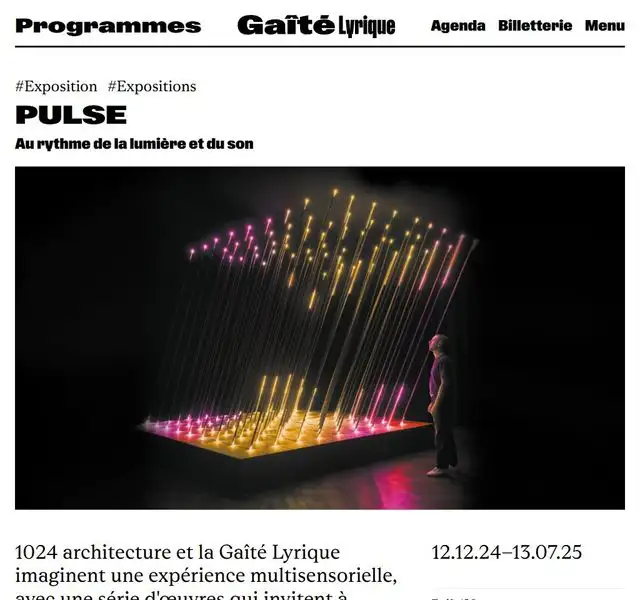 Programmes Gaîté Lyrique Agenda Billetterie Menu
#Exposition #Expositions
PULSE
Au rythme de la lumière et du son
1024 architecture et la Gaîté Lyrique
imaginent une expérience multisensorielle,
avec une série d'œuvres qui invitent à
12.12.24–13.07.25